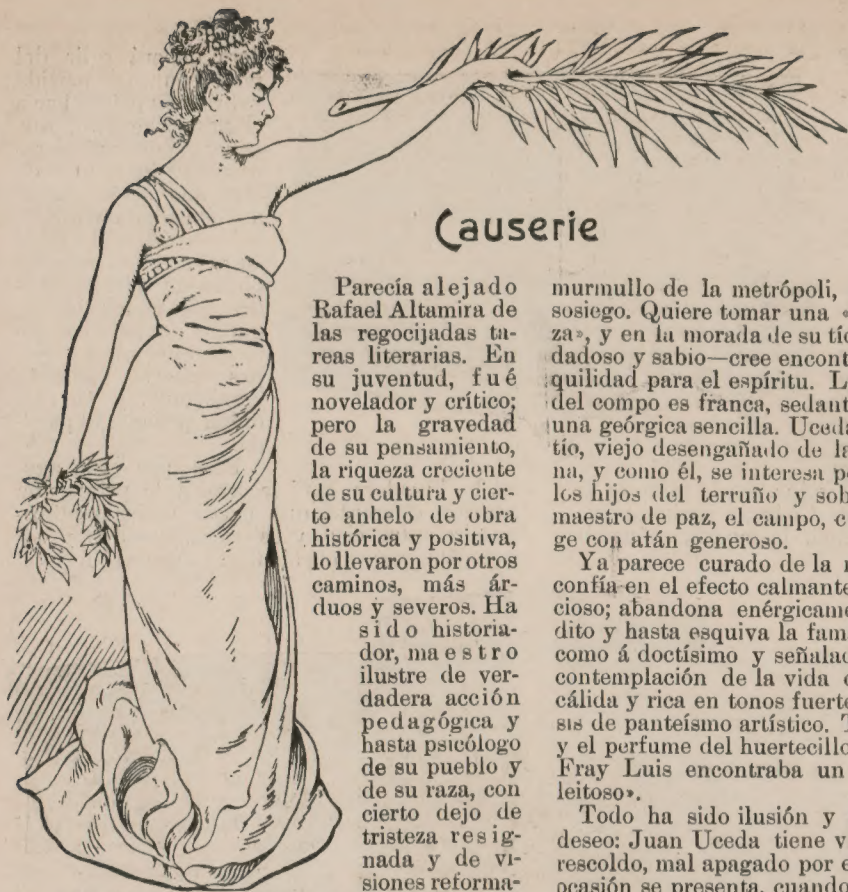 Causerie
Parecía alejado
Rafael Altamira de
las regocijadas ta-
reas literarias. En
su juventud, fué
novelador y crítico;
pero la gravedad
de su pensamiento,
la riqueza creciente
de su cultura y cier-
to anhelo de obra
histórica y positiva,
lo llevaron por otros
caminos, más ár-
duos y severos. Ha
sido historia-
dor, maestro
ilustre de ver-
dadera acción
pedagógica y
hasta psicólogo
de su pueblo y
de su raza, con
cierto dejo de
tristeza resig-
nada y de vi-
siones reforma-
murmullo de la metrópoli,
sosiego. Quiere tomar una «
za», y en la morada de su tío
dadoso y sabio—cree encont
quilidad para el espíritu. L
del compo es franca, sedant
una geórgica sencilla. Uceda
tío, viejo desengañado de la
na, y como él, se interesa p
los hijos del terruño y sob
maestro de paz, el campo, c
ge con atán generoso.
Ya parece curado de la
confía en el efecto calmante
cioso; abandona enérgicame
dito y hasta esquiva la fam
como á doctísimo y señalad
contemplación de la vida
cálida y rica en tonos fuerte
sis de panteísmo artístico. T
y el perfume del huertecillo
Fray Luis encontraba un
leitoso».
Todo ha sido ilusión y
deseo: Juan Uceda tiene v
rescoldo, mal apagado por e
ocasión se presenta, cuando